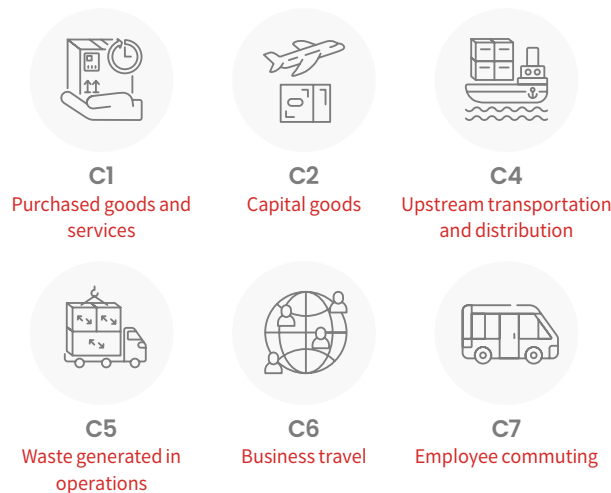 C1
Purchased goods and
services
C2
Capital goods
C4
Upstream transportation
and distribution
C5
Waste generated in
operations
C6
Business travel
C7
Employee commuting